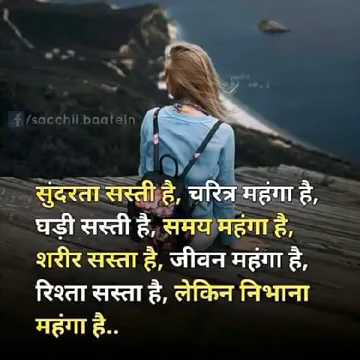 f/sacchii.baatein
सुंदरता सस्ती है, चरित्र महंगा है,
घड़ी सस्ती है, समय महंगा है,
शरीर सस्ता है, जीवन महंगा है,
रिश्ता सस्ता है, लेकिन निभाना
महंगा है..